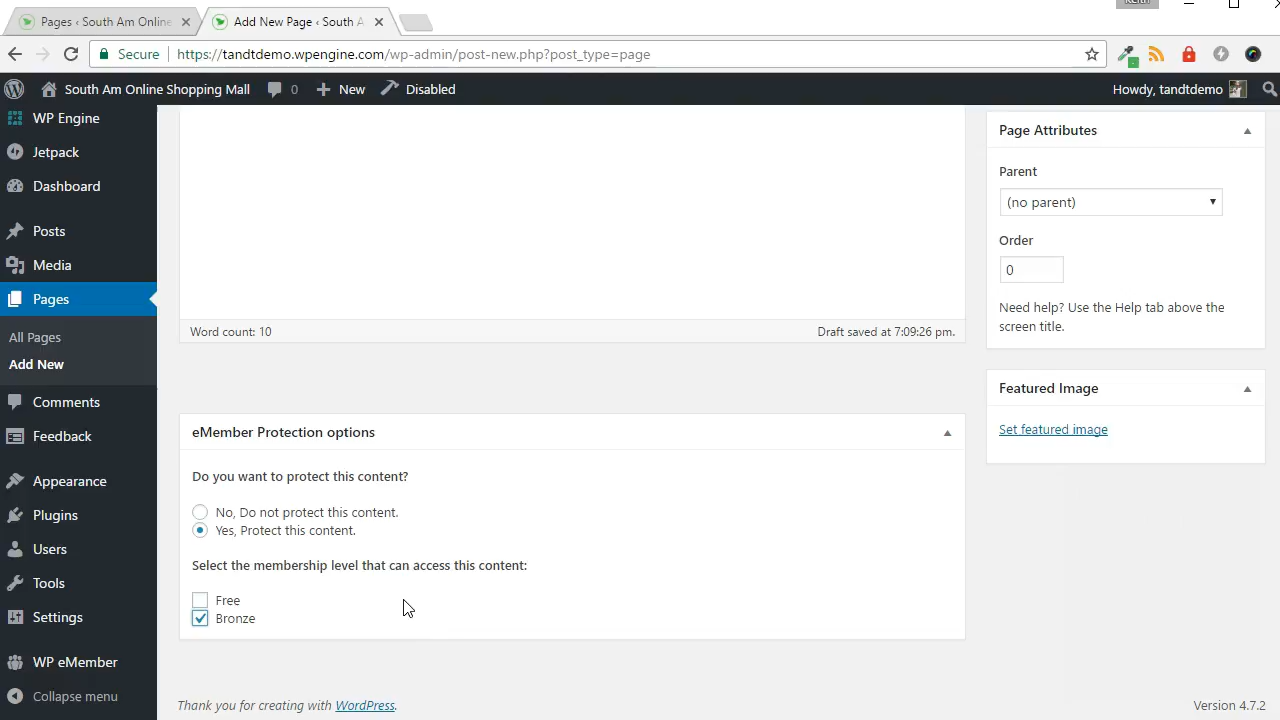 Keith
Pages ‹ South Am Online
Add New Page ‹ South A
Secure
https://tandtdemo.wpengine.com/wp-admin/post-new.php?post_type=page
South Am Online Shopping Mall
0
New
Disabled
Howdy, tandtdemo
WP Engine
Jetpack
Dashboard
Posts
Media
Pages
All Pages
Add New
Comments
Feedback
Appearance
Plugins
Users
Tools
Settings
WP eMember
Collapse menu
Word count: 10
Draft saved at 7:09:26 pm.
eMember Protection options
Do you want to protect this content?
No, Do not protect this content.
Yes, Protect this content.
Select the membership level that can access this content:
Free
Bronze
Page Attributes
Parent
(no parent)
Order
0
Need help? Use the Help tab above the
screen title.
Featured Image
Set featured image
Thank you for creating with WordPress.
Version 4.7.2